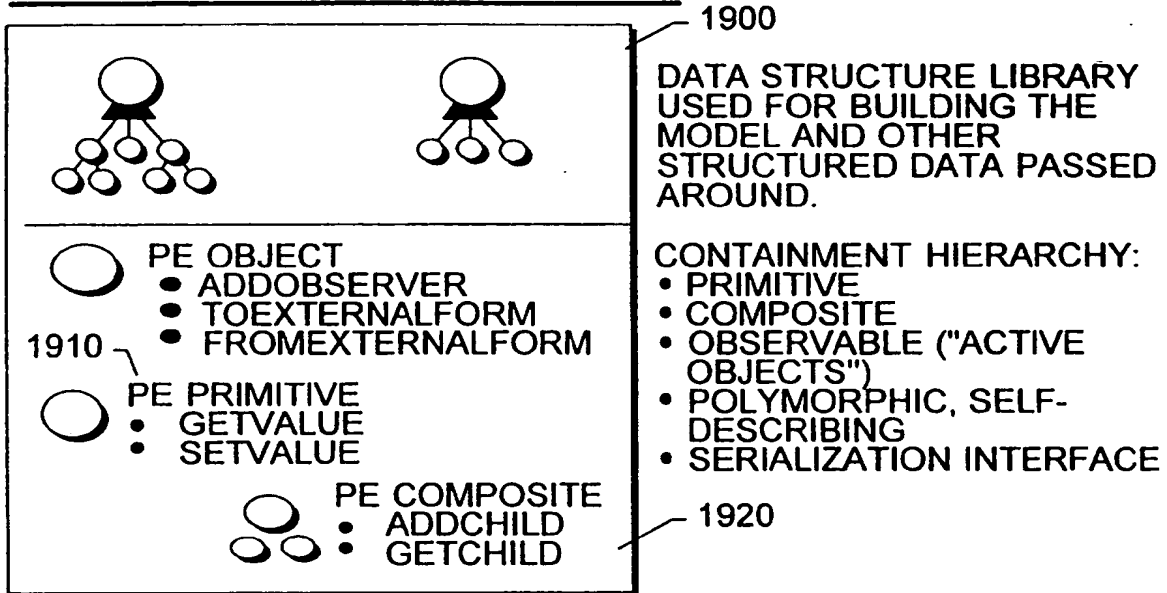 1900
DATA STRUCTURE LIBRARY
USED FOR BUILDING THE
MODEL AND OTHER
STRUCTURED DATA PASSED
AROUND.
PE OBJECT
• ADDOBSERVER
• TOEXTERNALFORM
• FROMEXTERNALFORM
1910
PE PRIMITIVE
• GETVALUE
• SETVALUE
PE COMPOSITE
• ADDCHILD
• GETCHILD
CONTAINMENT HIERARCHY:
• PRIMITIVE
• COMPOSITE
• OBSERVABLE ("ACTIVE
OBJECTS")
• POLYMORPHIC, SELF-
DESCRIBING
• SERIALIZATION INTERFACE
1920